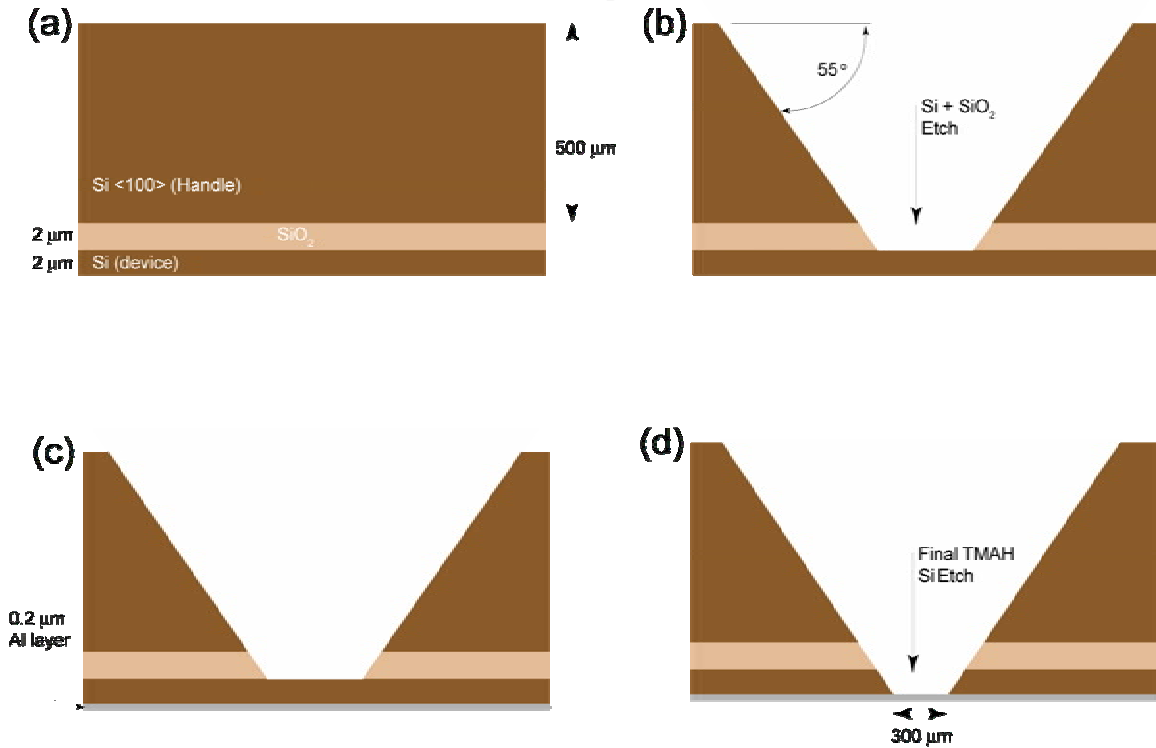 (a)
500 μm
Si <100> (Handle)
2 μm
SiO₂
2 μm
Si (device)
(b)
55°
Si + SiO₂
Etch
(c)
0.2 μm
Al layer
(d)
Final TMAH
Si Etch
300 μm